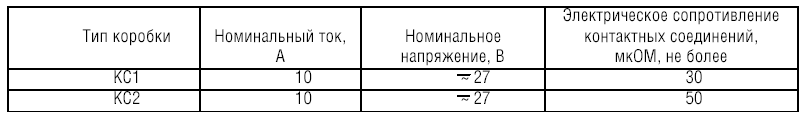 Тип коробки
Номинальный ток,
А
Номинальное
напряжение, В
Электрическое сопротивление
контактных соединений,
мкОМ, не более
КС1 10 ≂ 27 30
КС2 10 ≂ 27 50